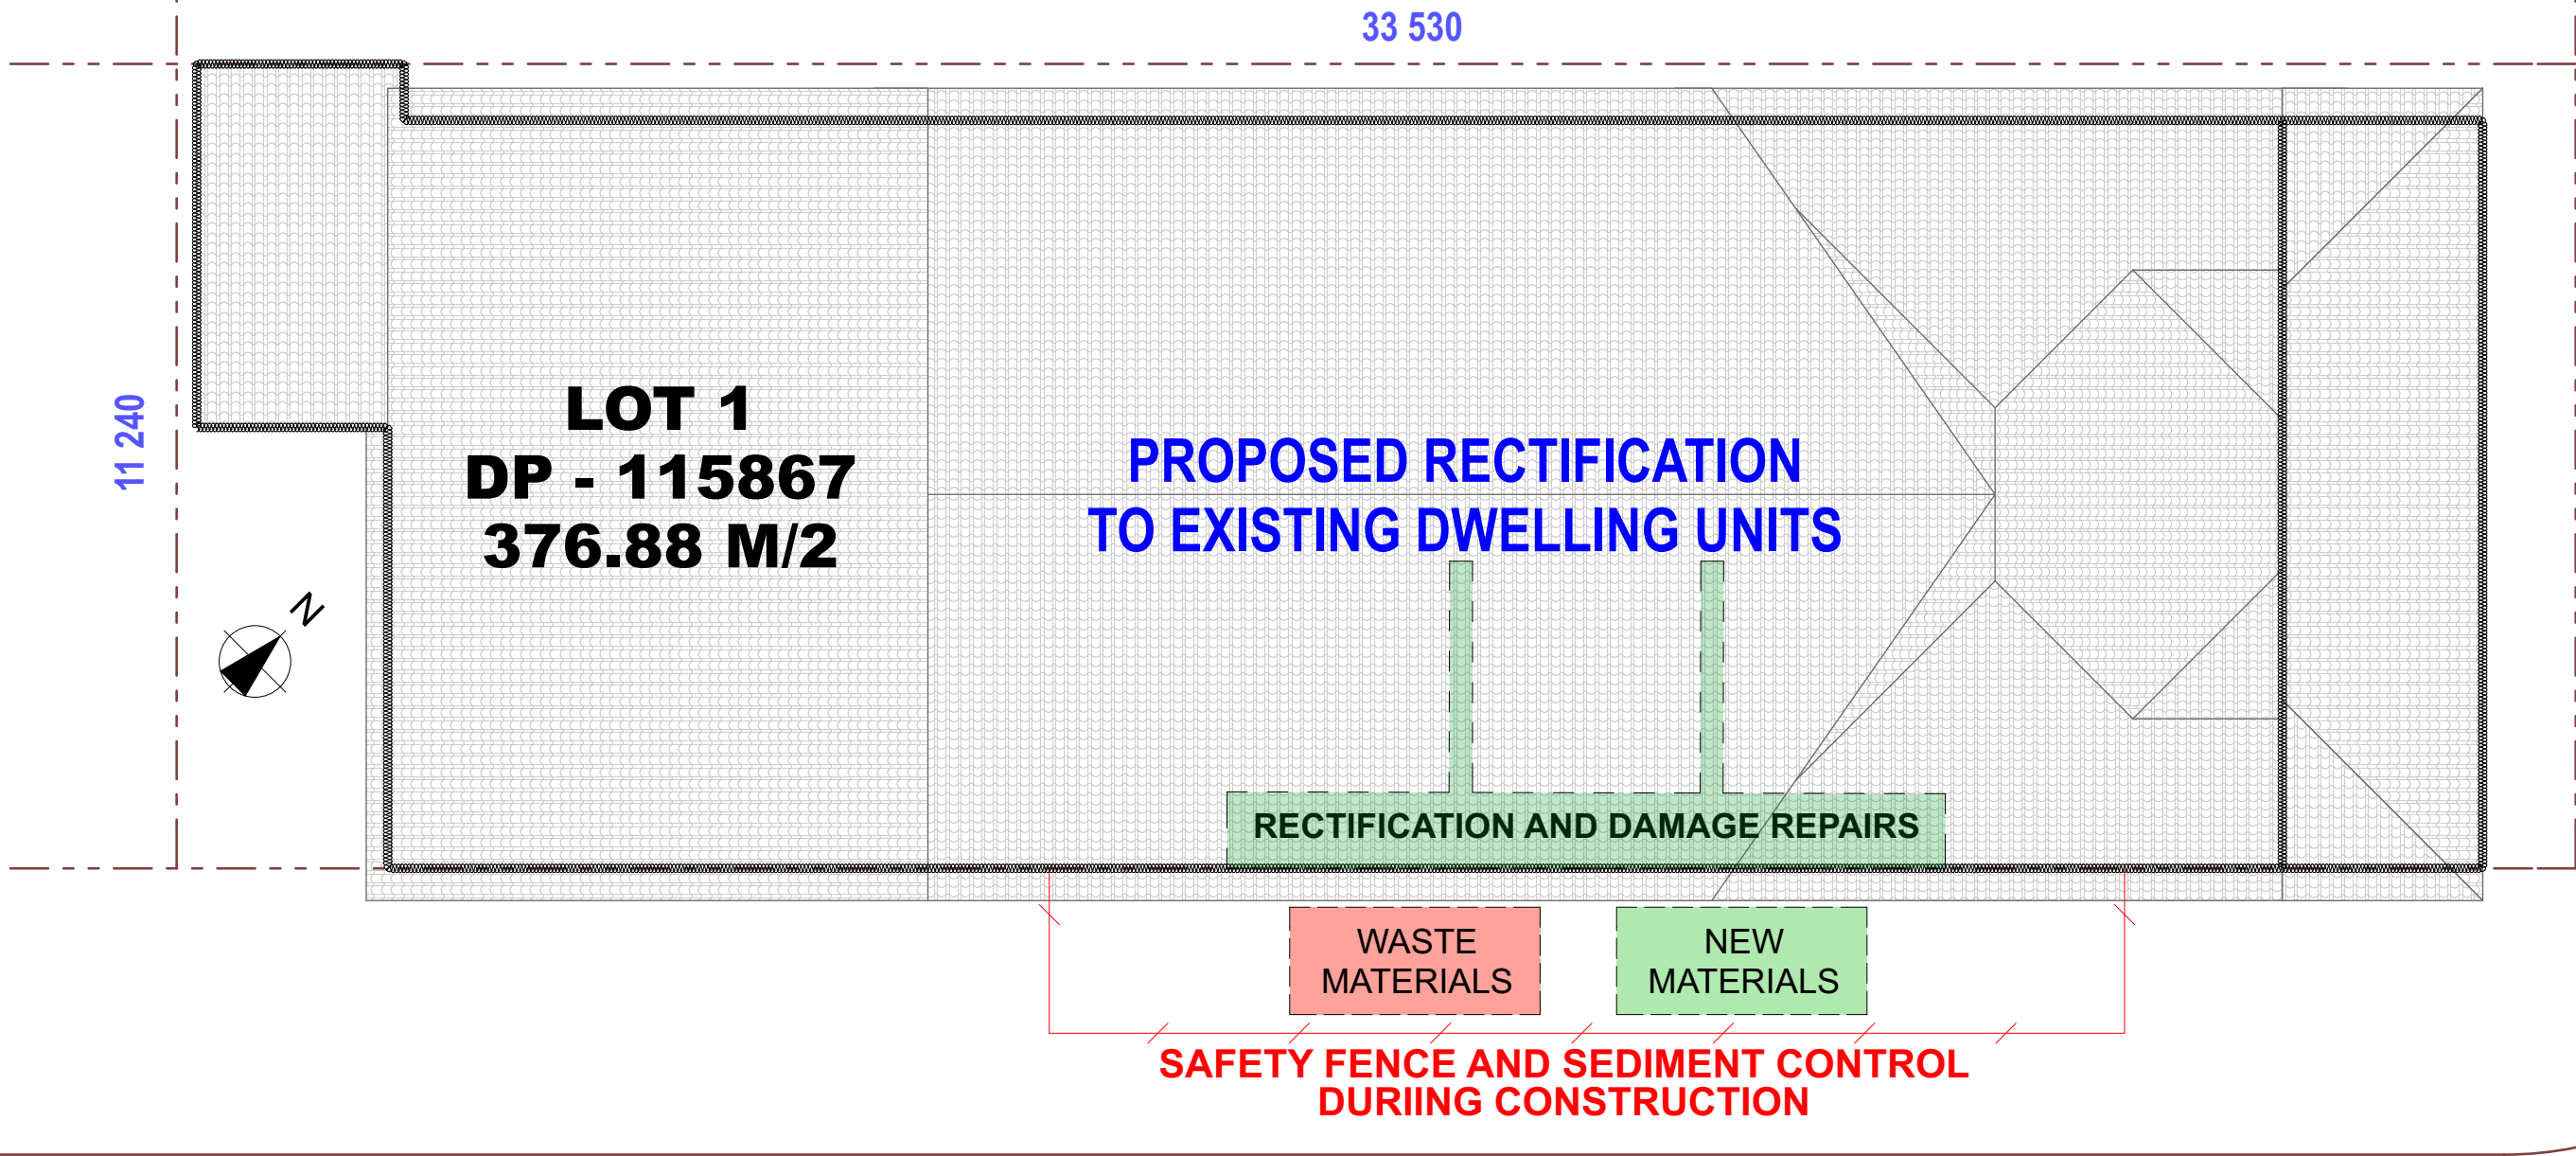 33 530
11 240
LOT 1
DP - 115867
376.88 M/2
PROPOSED RECTIFICATION
TO EXISTING DWELLING UNITS
N
RECTIFICATION AND DAMAGE REPAIRS
WASTE
MATERIALS
NEW
MATERIALS
SAFETY FENCE AND SEDIMENT CONTROL
DURIING CONSTRUCTION